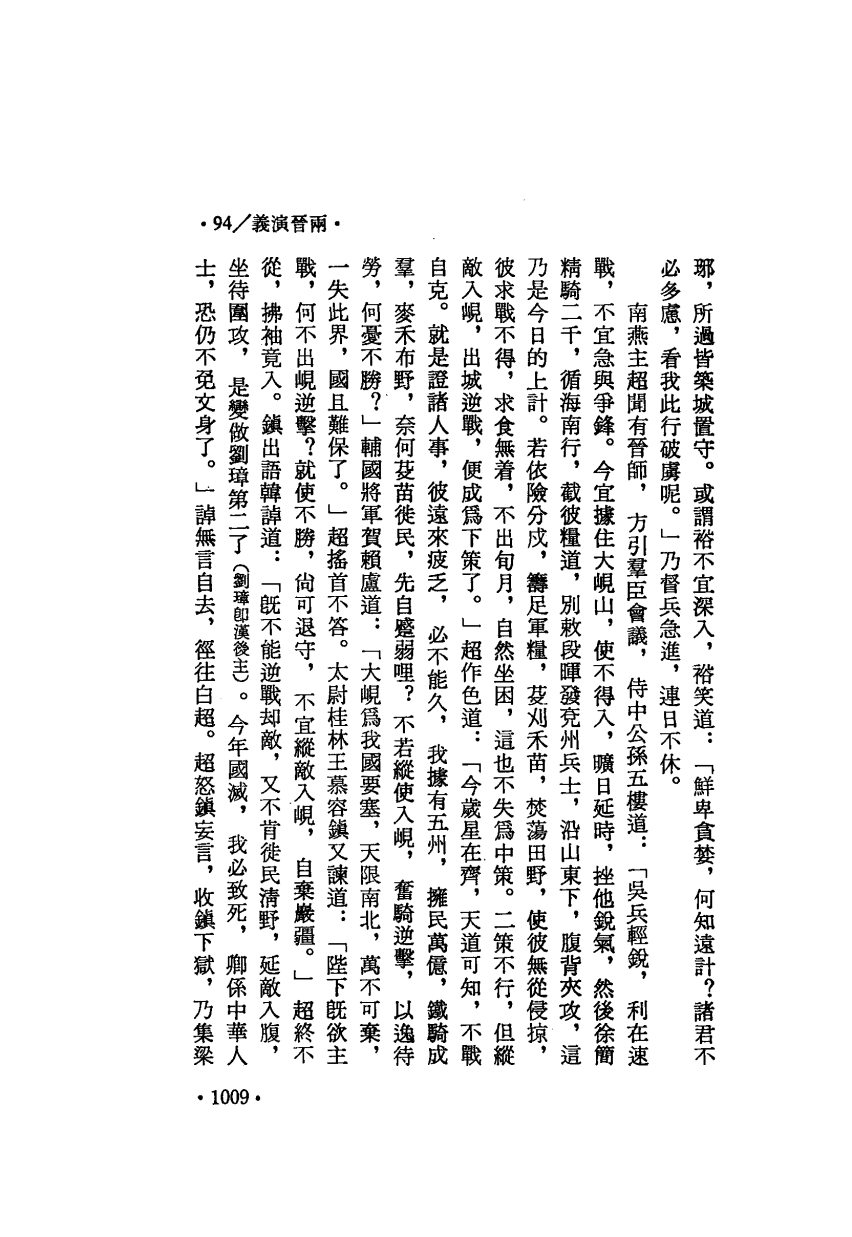 ·94／義演晉兩·
琊，所過皆築城置守。或謂裕不宜深入，裕笑道：「鮮卑貪婪，何知遠計？諸君不
必多慮，看我此行破虜呢。」乃督兵急進，連日不休。
南燕主超聞有晉師，方引羣臣會議，侍中公孫五樓道：「吳兵輕銳，利在速
戰，不宜急與爭鋒。今宜據住大峴山，使不得入，曠日延時，挫他銳氣，然後徐簡
精騎二千，循海南行，截彼糧道，別敕段暉發兗州兵士，沿山東下，腹背夾攻，這
乃是今日的上計。若依險分戍，籌足軍糧，芟刈禾苗，焚蕩田野，使彼無從侵掠，
彼求戰不得，求食無着，不出旬月，自然坐困，這也不失爲中策。二策不行，但縱
敵入峴，出城逆戰，便成爲下策了。」超作色道：「今歲星在齊，天道可知，不戰
自克。就是證諸人事，彼遠來疲乏，必不能久，我據有五州，擁民萬億，鐵騎成
羣，麥禾布野，奈何芟苗徙民，先自蹙弱哩？不若縱使入峴，奮騎逆擊，以逸待
勞，何憂不勝？」輔國將軍賀賴盧道：「大峴爲我國要塞，天限南北，萬不可棄，
一失此界，國且難保了。」超搖首不答。太尉桂林王慕容鎮又諫道：「陛下旣欲主
戰，何不出峴逆擊？就使不勝，尙可退守，不宜縱敵入峴，自棄巖疆。」超終不
從，拂袖竟入。鎮出語韓𧨳道：「旣不能逆戰却敵，又不肯徙民清野，延敵入腹，
坐待圍攻，是變做劉璋第二了（劉璋卽漢後主）。今年國滅，我必致死，卿係中華人
士，恐仍不免文身了。」諄無言自去，徑往白超。超怒鎮妄言，收鎮下獄，乃集梁
·1009·